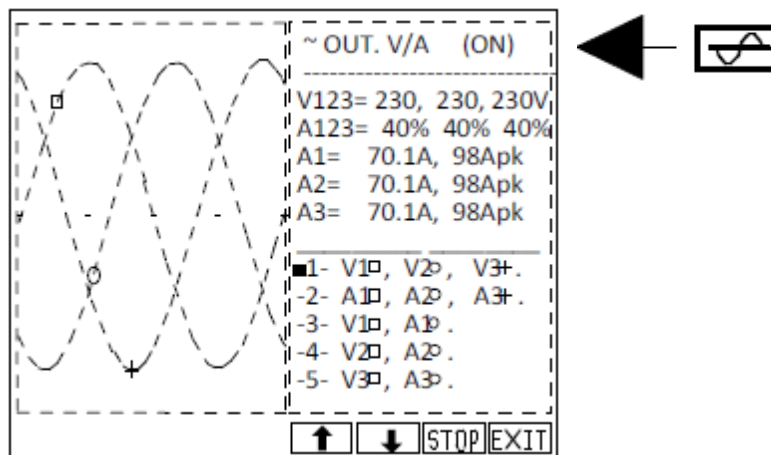 ~ OUT. V/A (ON)
V123= 230, 230, 230V
A123= 40% 40% 40%
A1= 70.1A, 98Apk
A2= 70.1A, 98Apk
A3= 70.1A, 98Apk
■1- V1□, V2○, V3+.
-2- A1□, A2○, A3+.
-3- V1□, A1○.
-4- V2□, A2○.
-5- V3□, A3○.
↑ ↓ STOP EXIT